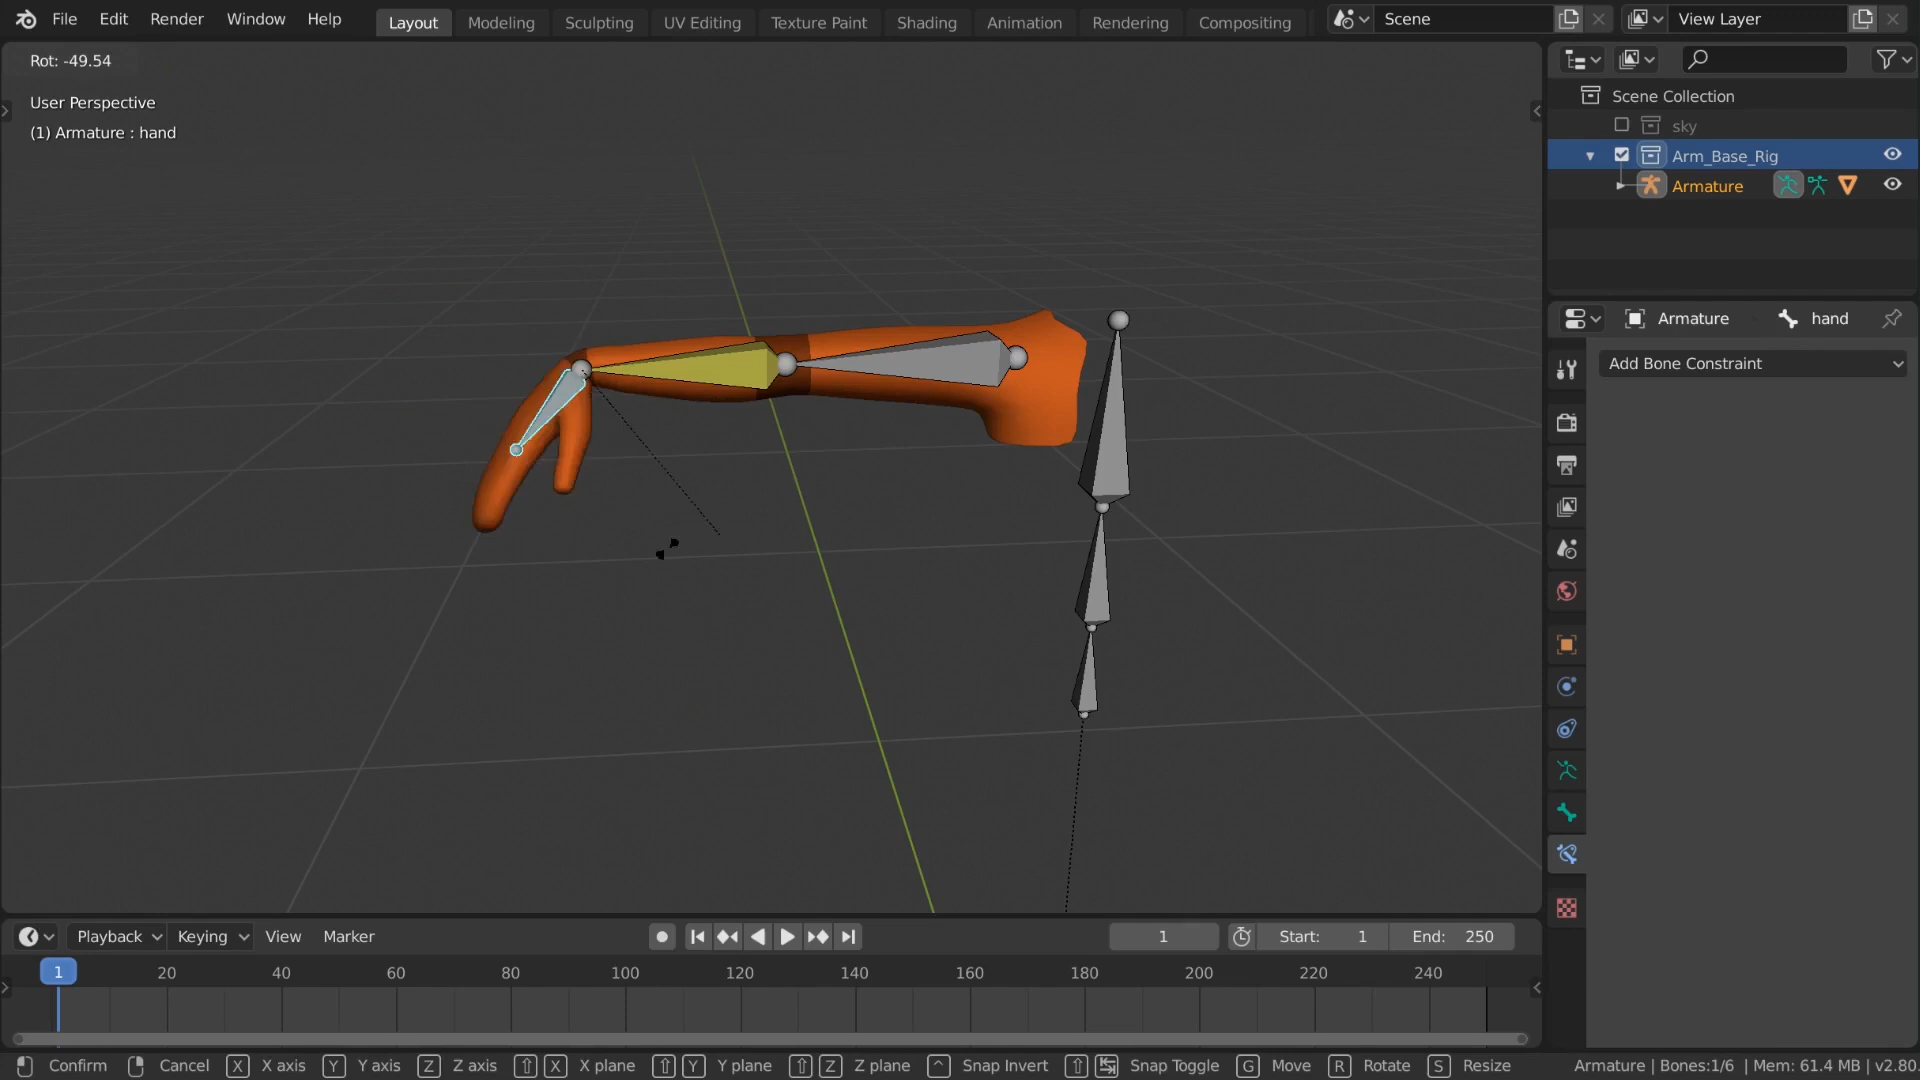 File Edit Render Window Help Layout Modeling Sculpting UV Editing Texture Paint Shading Animation Rendering Compositing Scene View Layer
Rot: -49.54
User Perspective
(1) Armature : hand
Scene Collection
sky
Arm_Base_Rig
Armature
Armature hand
Add Bone Constraint
Playback Keying View Marker 1 Start: 1 End: 250
1 20 40 60 80 100 120 140 160 180 200 220 240
Confirm Cancel X X axis Y Y axis Z Z axis X X plane Y Y plane Z Z plane Snap Invert Snap Toggle G Move R Rotate S Resize Armature | Bones:1/6 | Mem: 61.4 MB | v2.80